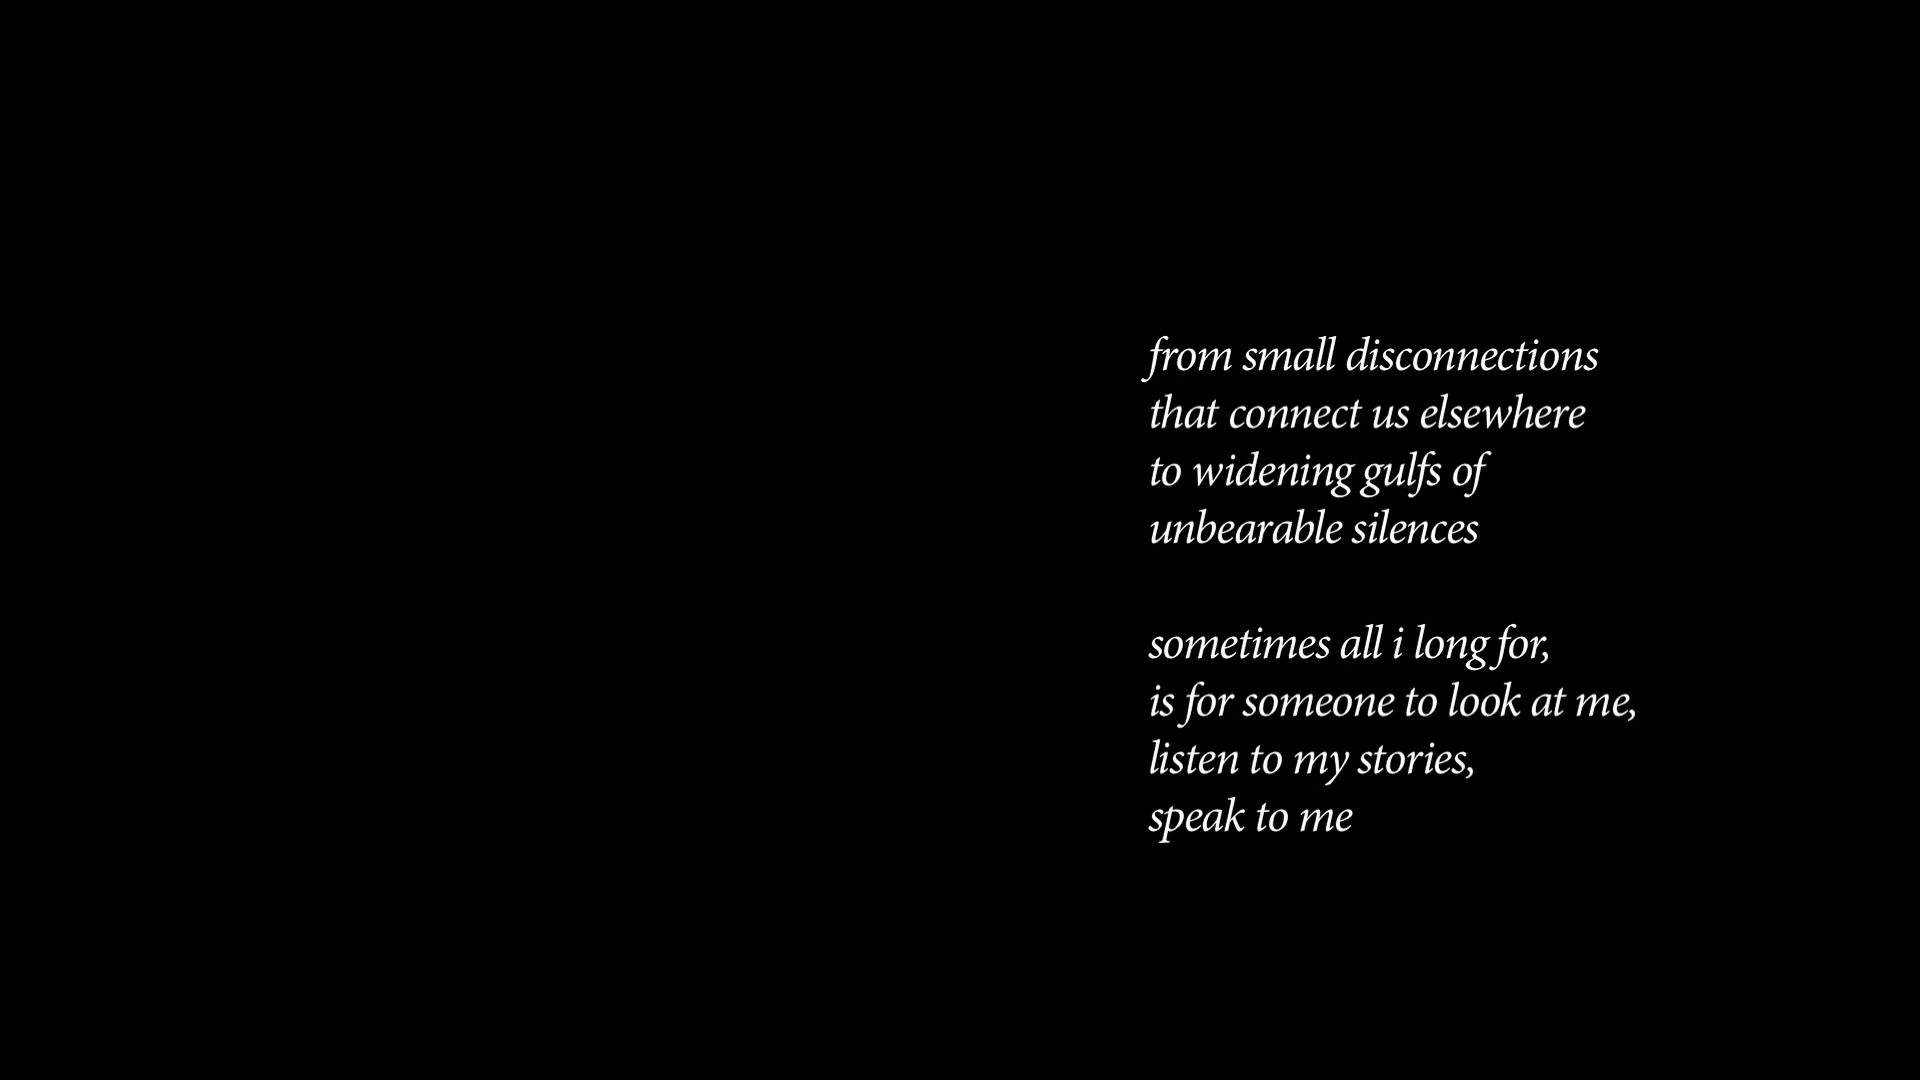 from small disconnections
that connect us elsewhere
to widening gulfs of
unbearable silences

sometimes all i long for,
is for someone to look at me,
listen to my stories,
speak to me